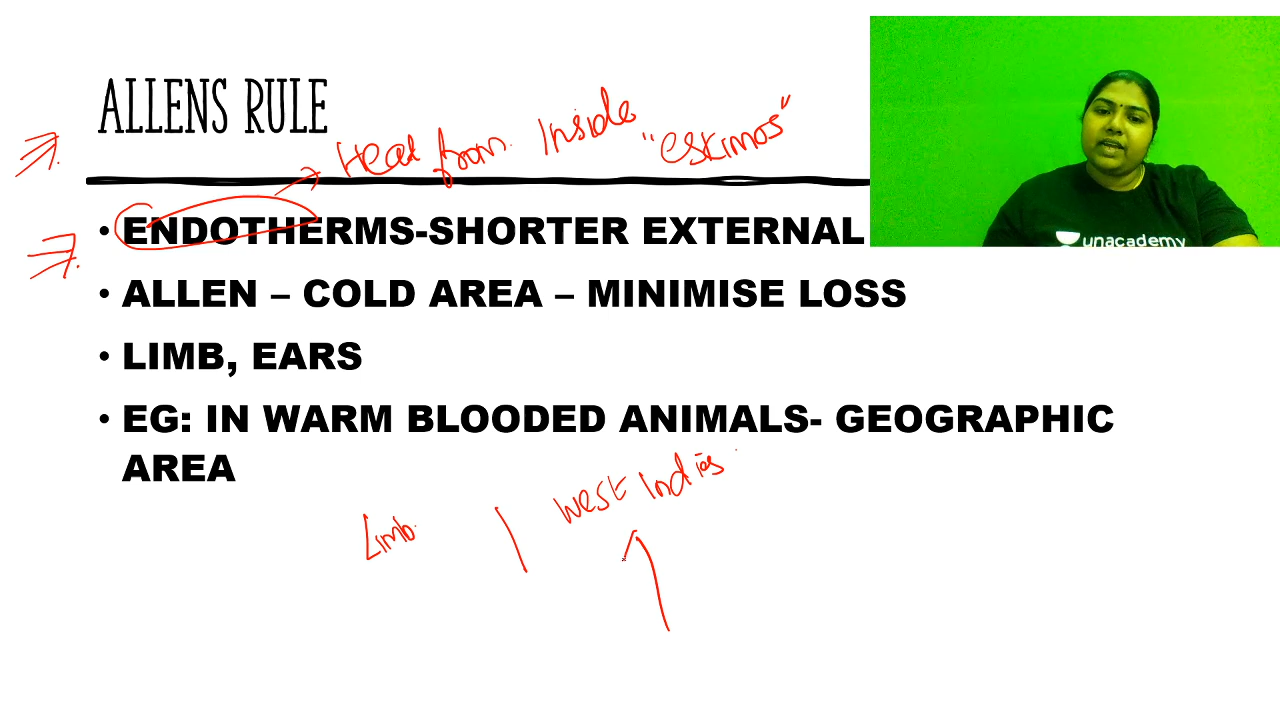 ALLENS RULE
Heat from Inside "eskimos"
• ENDOTHERMS-SHORTER EXTERNAL
• ALLEN – COLD AREA – MINIMISE LOSS
• LIMB, EARS
• EG: IN WARM BLOODED ANIMALS- GEOGRAPHIC
AREA
Limb
West Indies
unacademy